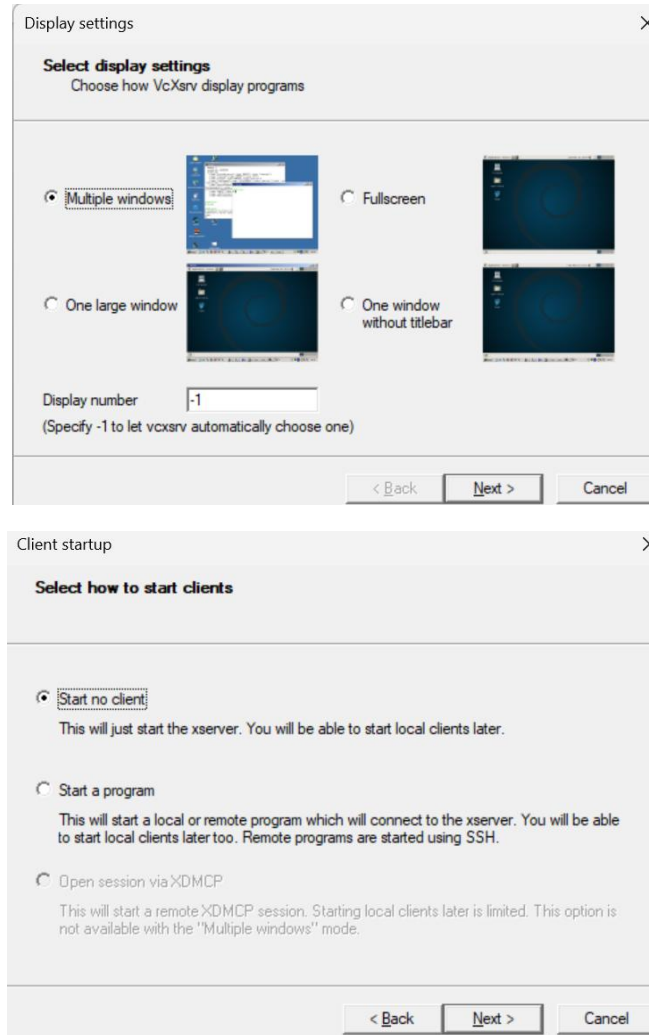 Display settings
Select display settings
Choose how VcXsrv display programs
Multiple windows
Fullscreen
One large window
One window
without titlebar
Display number
-1
(Specify -1 to let vcxsrv automatically choose one)
< Back
Next >
Cancel
Client startup
Select how to start clients
Start no client
This will just start the xserver. You will be able to start local clients later.
Start a program
This will start a local or remote program which will connect to the xserver. You will be able
to start local clients later too. Remote programs are started using SSH.
Open session via XDMCP
This will start a remote XDMCP session. Starting local clients later is limited. This option is
not available with the "Multiple windows" mode.
< Back
Next >
Cancel